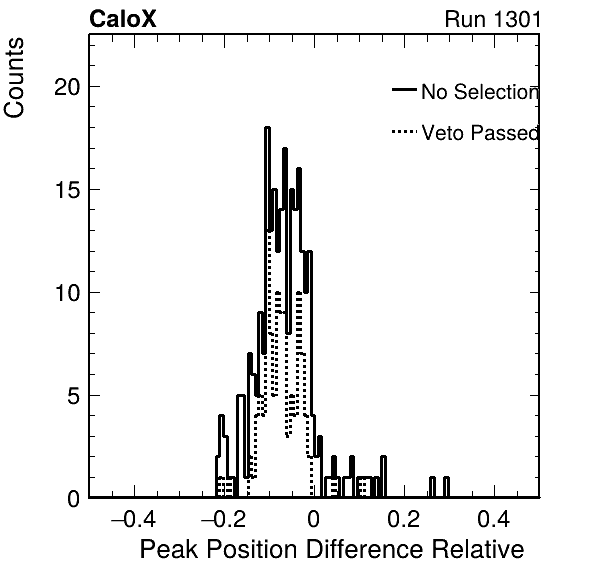 CaloX Run 1301
Counts
20
No Selection
Veto Passed
15
10
5
0
−0.4 −0.2 0 0.2 0.4
Peak Position Difference Relative